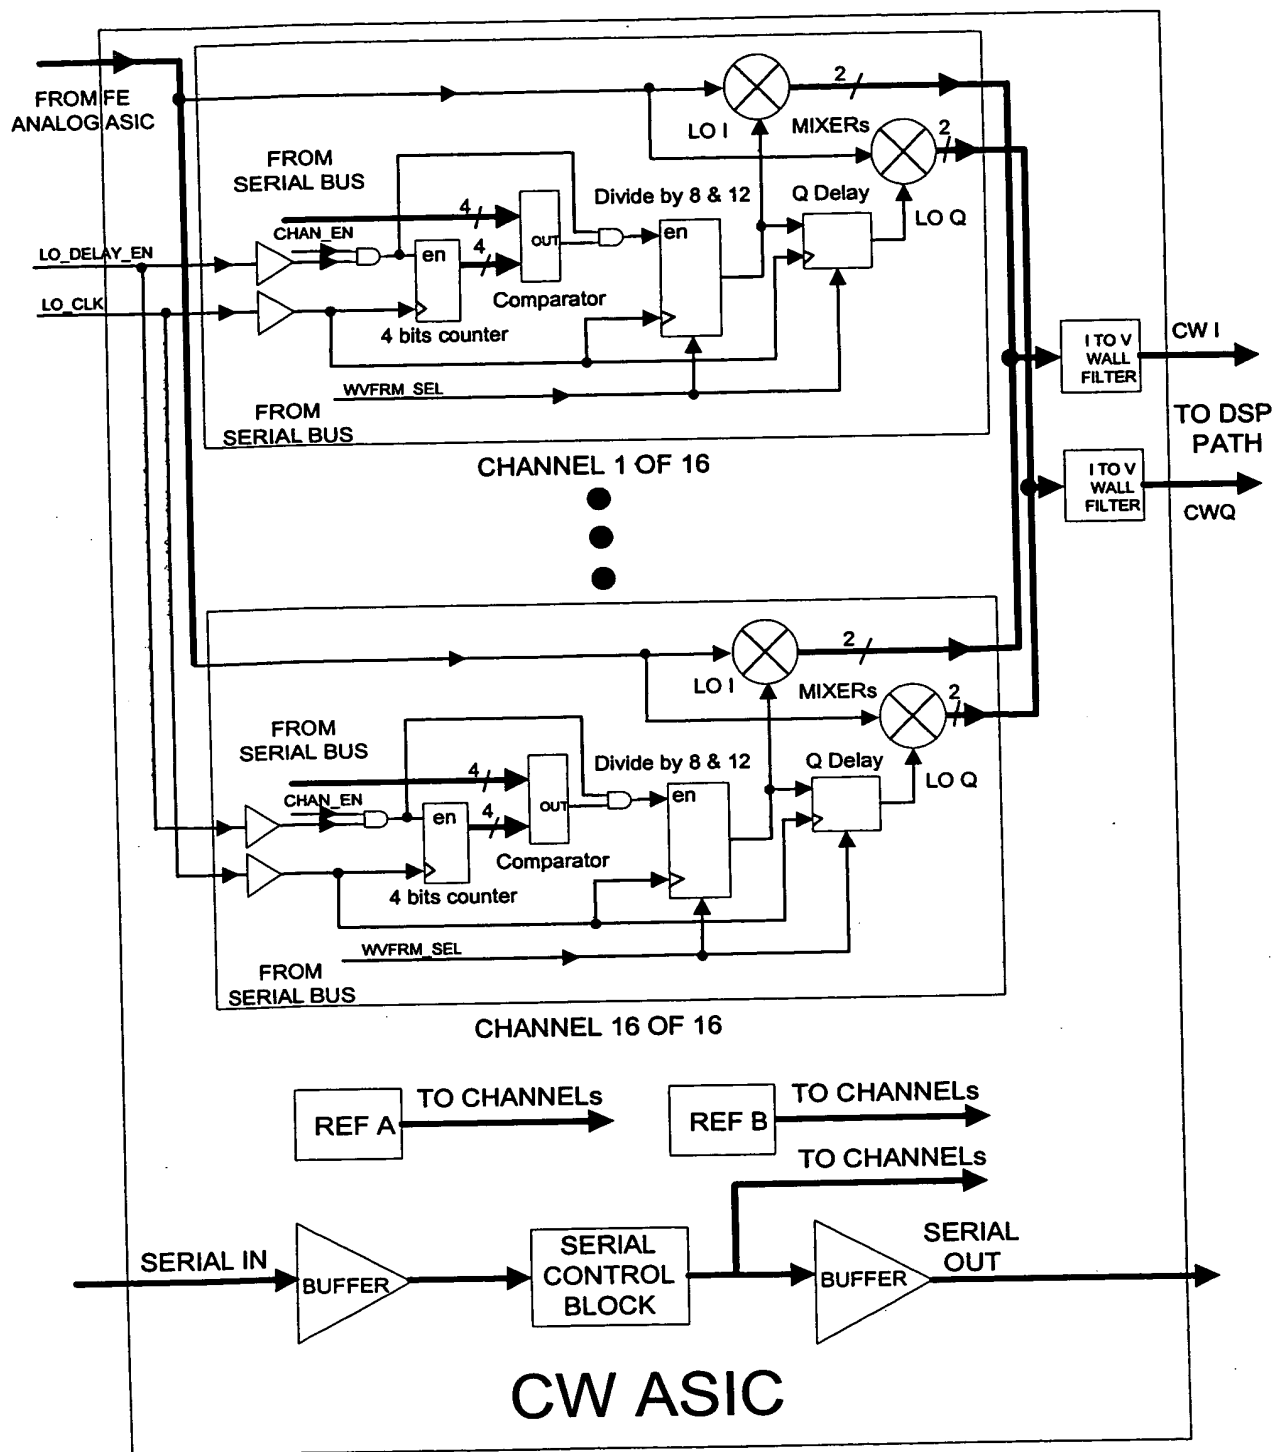 FROM FE
ANALOG ASIC
LO I
2
MIXERs
2
FROM
SERIAL BUS
4
CHAN_EN
Divide by 8 & 12
Q Delay
LO Q
LO_DELAY_EN
en
4
OUT
en
LO_CLK
Comparator
4 bits counter
WVFRM_SEL
FROM
SERIAL BUS
CHANNEL 1 OF 16
I TO V
WALL
FILTER
CW I
TO DSP
PATH
I TO V
WALL
FILTER
CWQ
2
LO I
MIXERs
2
FROM
SERIAL BUS
4
CHAN_EN
Divide by 8 & 12
Q Delay
LO Q
en
4
OUT
en
Comparator
4 bits counter
WVFRM_SEL
FROM
SERIAL BUS
CHANNEL 16 OF 16
REF A
TO CHANNELs
REF B
TO CHANNELs
TO CHANNELs
SERIAL IN
BUFFER
SERIAL
CONTROL
BLOCK
BUFFER
SERIAL
OUT
CW ASIC